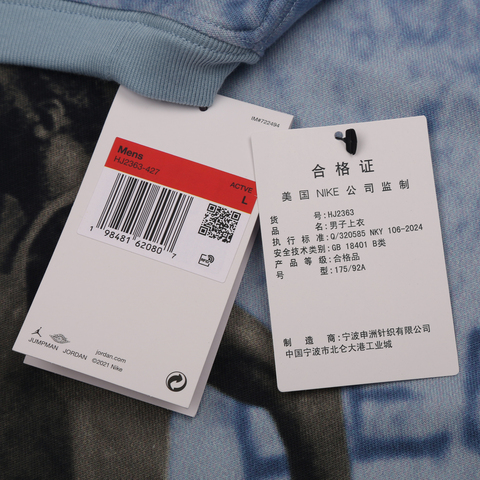 IM#722494
Mens
HJ2363-427
ACTVE
L
1 98481 62080 7
NFC
JUMPMAN
JORDAN
jordan.com
©2021 Nike
合格证
美国 NIKE 公司监制
货号:HJ2363
品名:男子上衣
执行标准:Q/320585 NKY 106-2024
安全技术类别:GB 18401 B类
产品等级:合格品
号型:175/92A
制造商:宁波申洲针织有限公司
中国宁波市北仑大港工业城